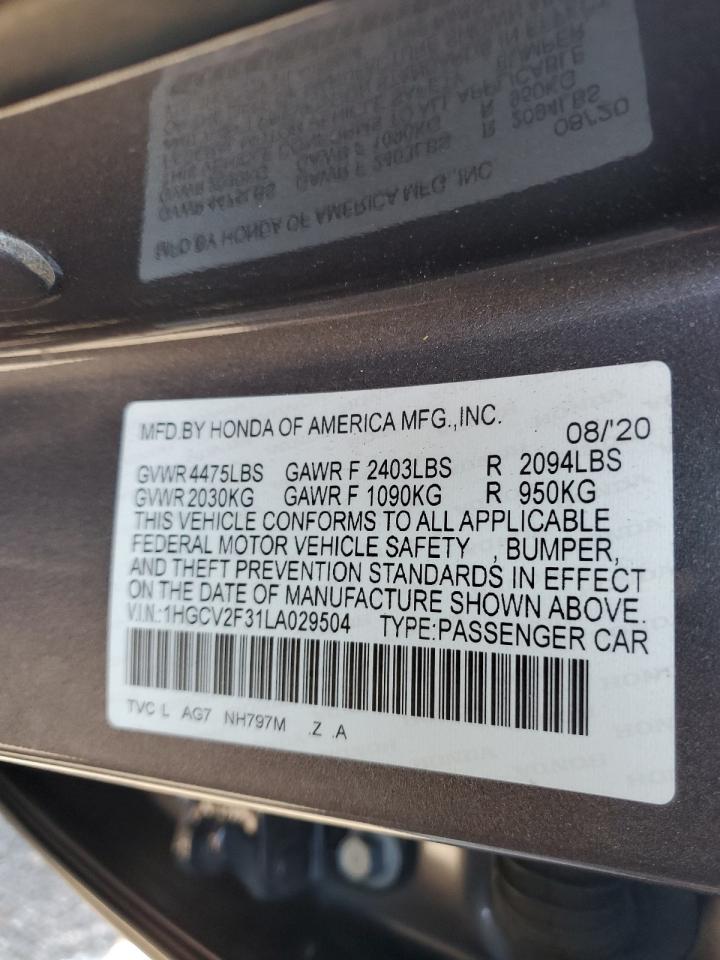 MFD.BY HONDA OF AMERICA MFG.,INC. 08/'20
GVWR 4475LBS GAWR F 2403LBS R 2094LBS
GVWR 2030KG GAWR F 1090KG R 950KG
THIS VEHICLE CONFORMS TO ALL APPLICABLE
FEDERAL MOTOR VEHICLE SAFETY , BUMPER,
AND THEFT PREVENTION STANDARDS IN EFFECT
ON THE DATE OF MANUFACTURE SHOWN ABOVE.
V.I.N.:1HGCV2F31LA029504 TYPE:PASSENGER CAR
TVC L AG7 NH797M .Z .A